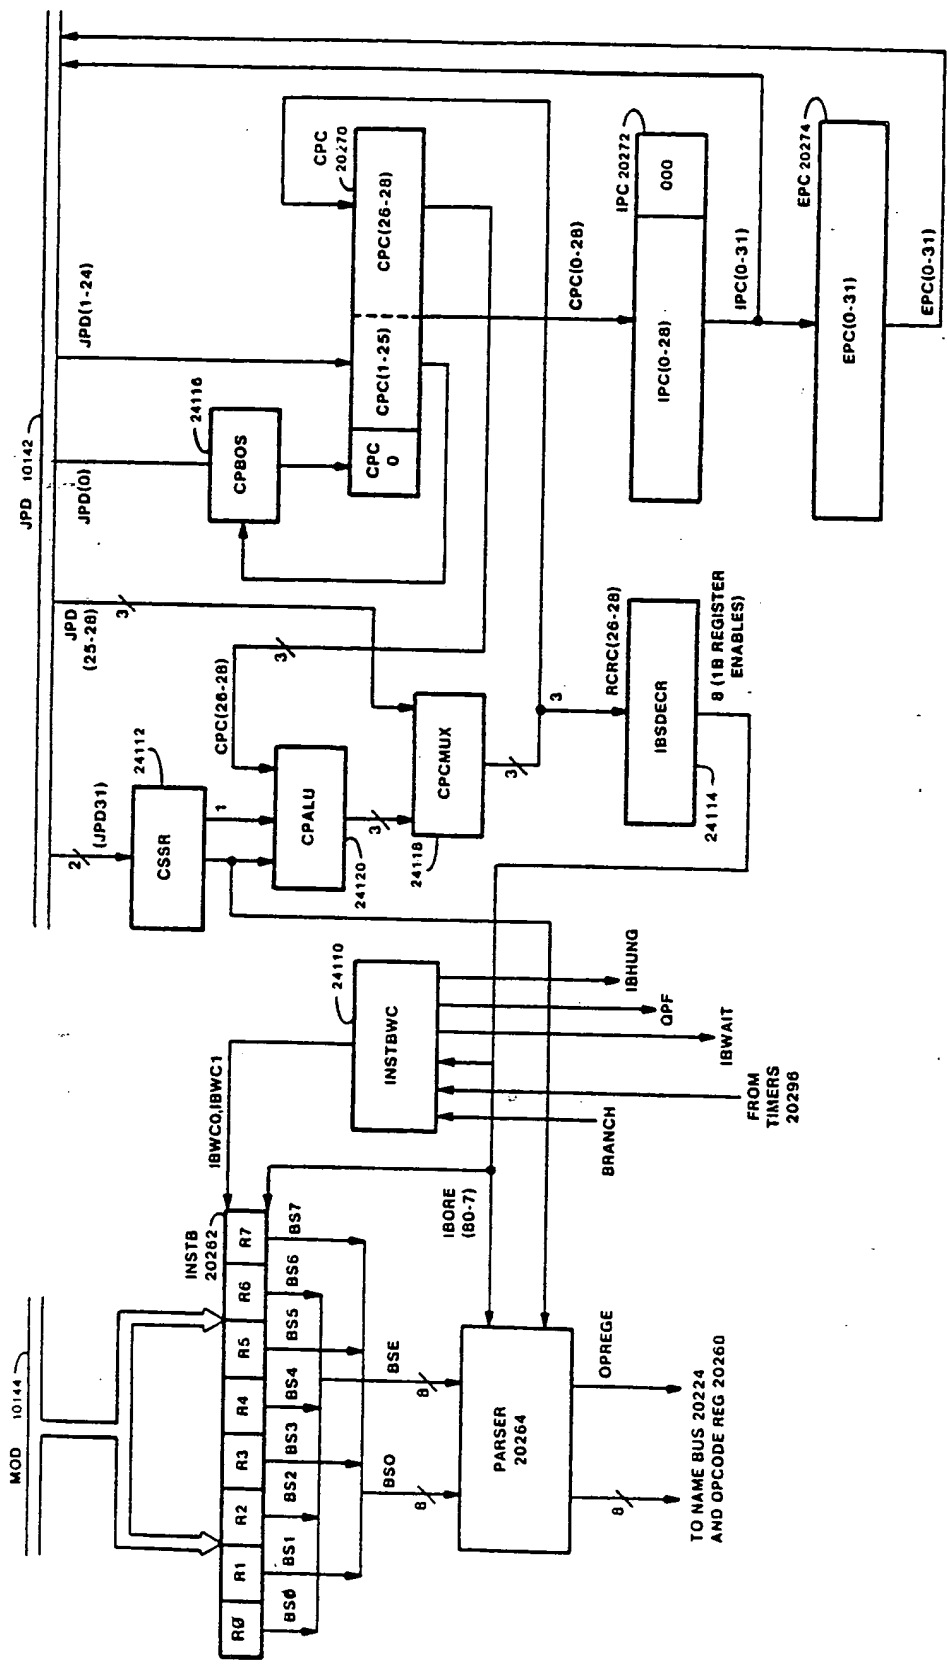 MOD 10144
INSTB
20262
R0
R1
R2
R3
R4
R5
R6
R7
BS0
BS1
BS2
BS3
BS4
BS5
BS6
BS7
BSO
BSE
8
8
PARSER
20264
8
OPREGE
TO NAME BUS 20224
AND OPCODE REG 20260
IBORE
(80-7)
IBWC0,IBWC1
INSTBWC
24110
BRANCH
FROM
TIMERS
20296
IBWAIT
QPF
IBHUNG
JPD 10142
2
(JPD31)
CSSR
24112
1
CPALU
24120
CPC(26-28)
3
3
JPD
(25-28)
3
CPCMUX
24118
3
3
RCRC(26-28)
IBSDECR
24114
8 (1B REGISTER
ENABLES)
JPD(0)
CPBOS
24116
JPD(1-24)
CPC
0
CPC(1-25)
CPC(26-28)
CPC
20270
CPC(0-28)
IPC 20272
IPC(0-28)
000
IPC(0-31)
EPC 20274
EPC(0-31)
EPC(0-31)